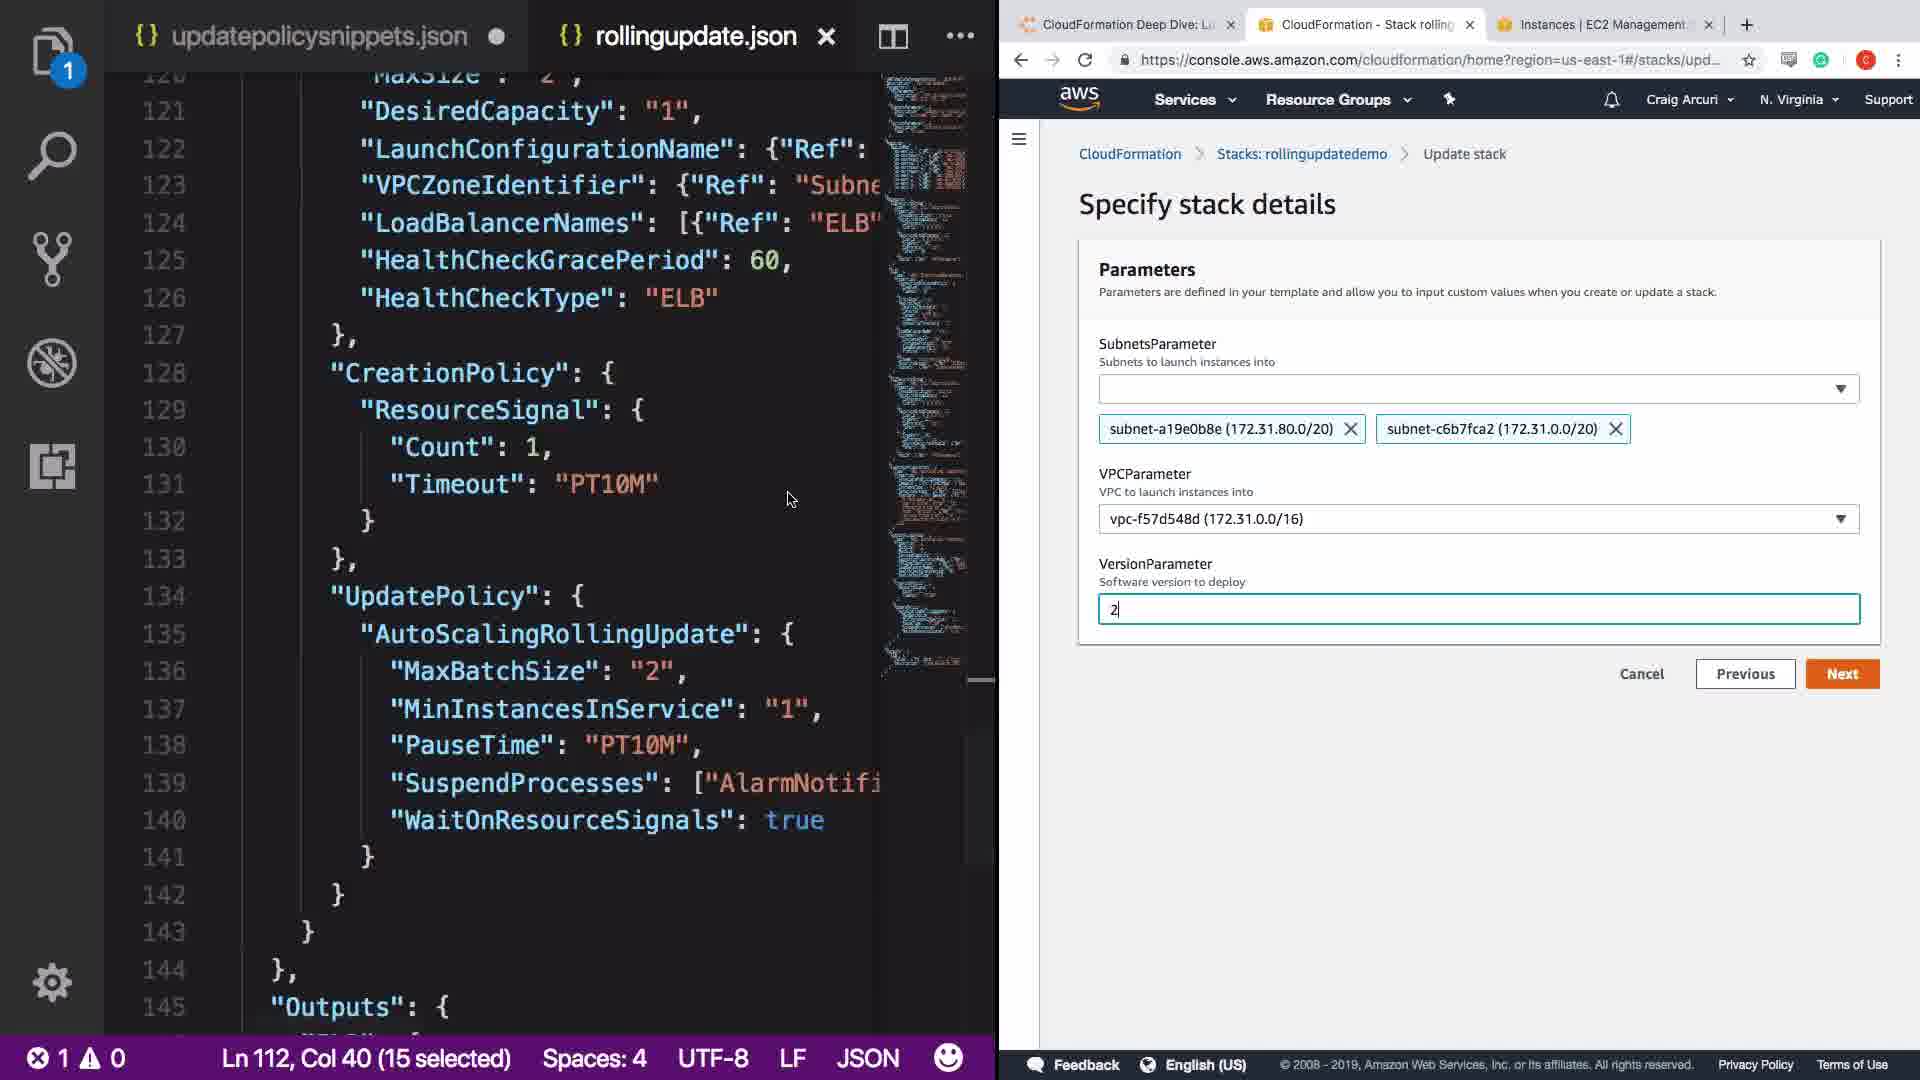 {} updatepolicysnippets.json
{} rollingupdate.json
1
120 "MaxSize": "2",
121 "DesiredCapacity": "1",
122 "LaunchConfigurationName": {"Ref":
123 "VPCZoneIdentifier": {"Ref": "Subne
124 "LoadBalancerNames": [{"Ref": "ELB"
125 "HealthCheckGracePeriod": 60,
126 "HealthCheckType": "ELB"
127 },
128 "CreationPolicy": {
129 "ResourceSignal": {
130 "Count": 1,
131 "Timeout": "PT10M"
132 }
133 },
134 "UpdatePolicy": {
135 "AutoScalingRollingUpdate": {
136 "MaxBatchSize": "2",
137 "MinInstancesInService": "1",
138 "PauseTime": "PT10M",
139 "SuspendProcesses": ["AlarmNotifi
140 "WaitOnResourceSignals": true
141 }
142 }
143 }
144 },
145 "Outputs": {
1 0 Ln 112, Col 40 (15 selected) Spaces: 4 UTF-8 LF JSON
CloudFormation Deep Dive: L
CloudFormation - Stack rolling
Instances | EC2 Management
https://console.aws.amazon.com/cloudformation/home?region=us-east-1#/stacks/upd...
C
aws Services Resource Groups Craig Arcuri N. Virginia Support
CloudFormation > Stacks: rollingupdatedemo > Update stack
Specify stack details
Parameters
Parameters are defined in your template and allow you to input custom values when you create or update a stack.
SubnetsParameter
Subnets to launch instances into
subnet-a19e0b8e (172.31.80.0/20) subnet-c6b7fca2 (172.31.0.0/20)
VPCParameter
VPC to launch instances into
vpc-f57d548d (172.31.0.0/16)
VersionParameter
Software version to deploy
2
Cancel Previous Next
Feedback English (US) © 2008 - 2019, Amazon Web Services, Inc. or its affiliates. All rights reserved. Privacy Policy Terms of Use